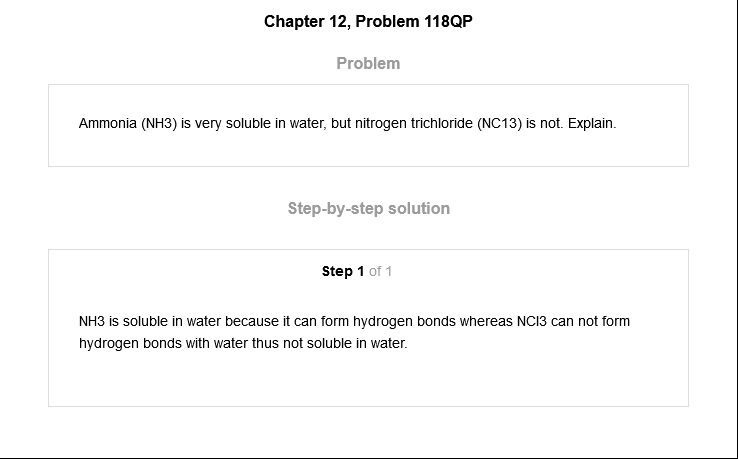 Chapter 12, Problem 118QP
Problem
Ammonia (NH3) is very soluble in water, but nitrogen trichloride (NC13) is not. Explain.
Step-by-step solution
Step 1 of 1
NH3 is soluble in water because it can form hydrogen bonds whereas NCl3 can not form
hydrogen bonds with water thus not soluble in water.